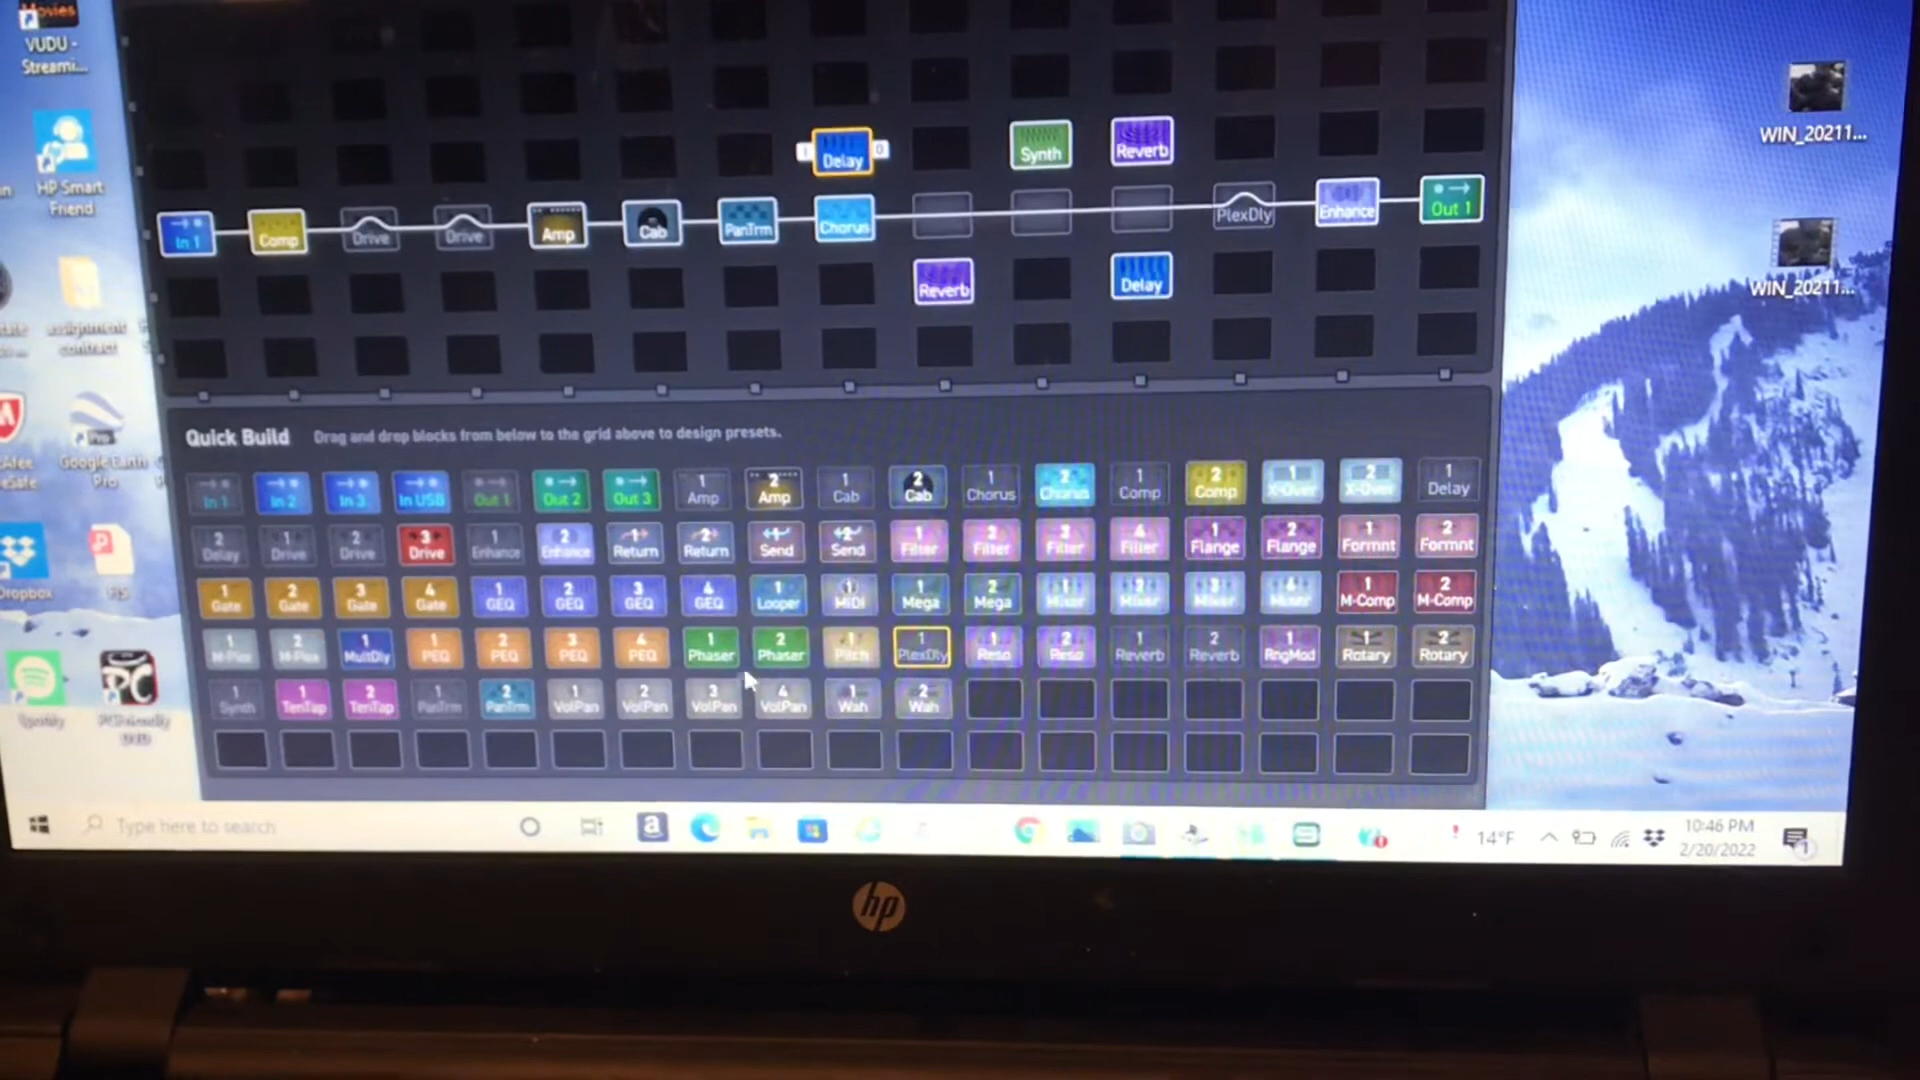 Movies
VUDU -
Streami...
HP Smart
Friend
assignment
contract
Google Earth
Pro
Dropbox
Delay
Synth
Reverb
In 1
Comp
Drive
Drive
Amp
Cab
PanTrm
Chorus
PlexDly
Enhance
Out 1
Reverb
Delay
Quick Build Drag and drop blocks from below to the grid above to design presets.
In 1 In 2 In 3 In USB Out 1 Out 2 Out 3 1 Amp 2 Amp 1 Cab 2 Cab 1 Chorus 2 Chorus 1 Comp 2 Comp 1 X-Over 2 X-Over 1 Delay
2 Delay 1 Drive 2 Drive 3 Drive 1 Enhance 2 Enhance 1 Return 2 Return 1 Send 2 Send 1 Filter 2 Filter 3 Filter 4 Filter 1 Flange 2 Flange 1 Formnt 2 Formnt
1 Gate 2 Gate 3 Gate 4 Gate 1 GEQ 2 GEQ 3 GEQ 4 GEQ 1 Looper 1 MIDI 1 Mega 2 Mega 1 Mixer 2 Mixer 3 Mixer 4 Mixer 1 M-Comp 2 M-Comp
1 M-Plex 2 M-Plex 1 MultDly 1 PEQ 2 PEQ 3 PEQ 4 PEQ 1 Phaser 2 Phaser 1 Pitch 1 PlexDly 1 Reso 2 Reso 1 Reverb 2 Reverb 1 RngMod 1 Rotary 2 Rotary
1 Synth 1 TenTap 2 TenTap 1 PanTrm 2 PanTrm 1 VolPan 2 VolPan 3 VolPan 4 VolPan 1 Wah 2 Wah
Type here to search
14°F
10:46 PM
2/20/2022
WIN_20211...
WIN_20211...
hp